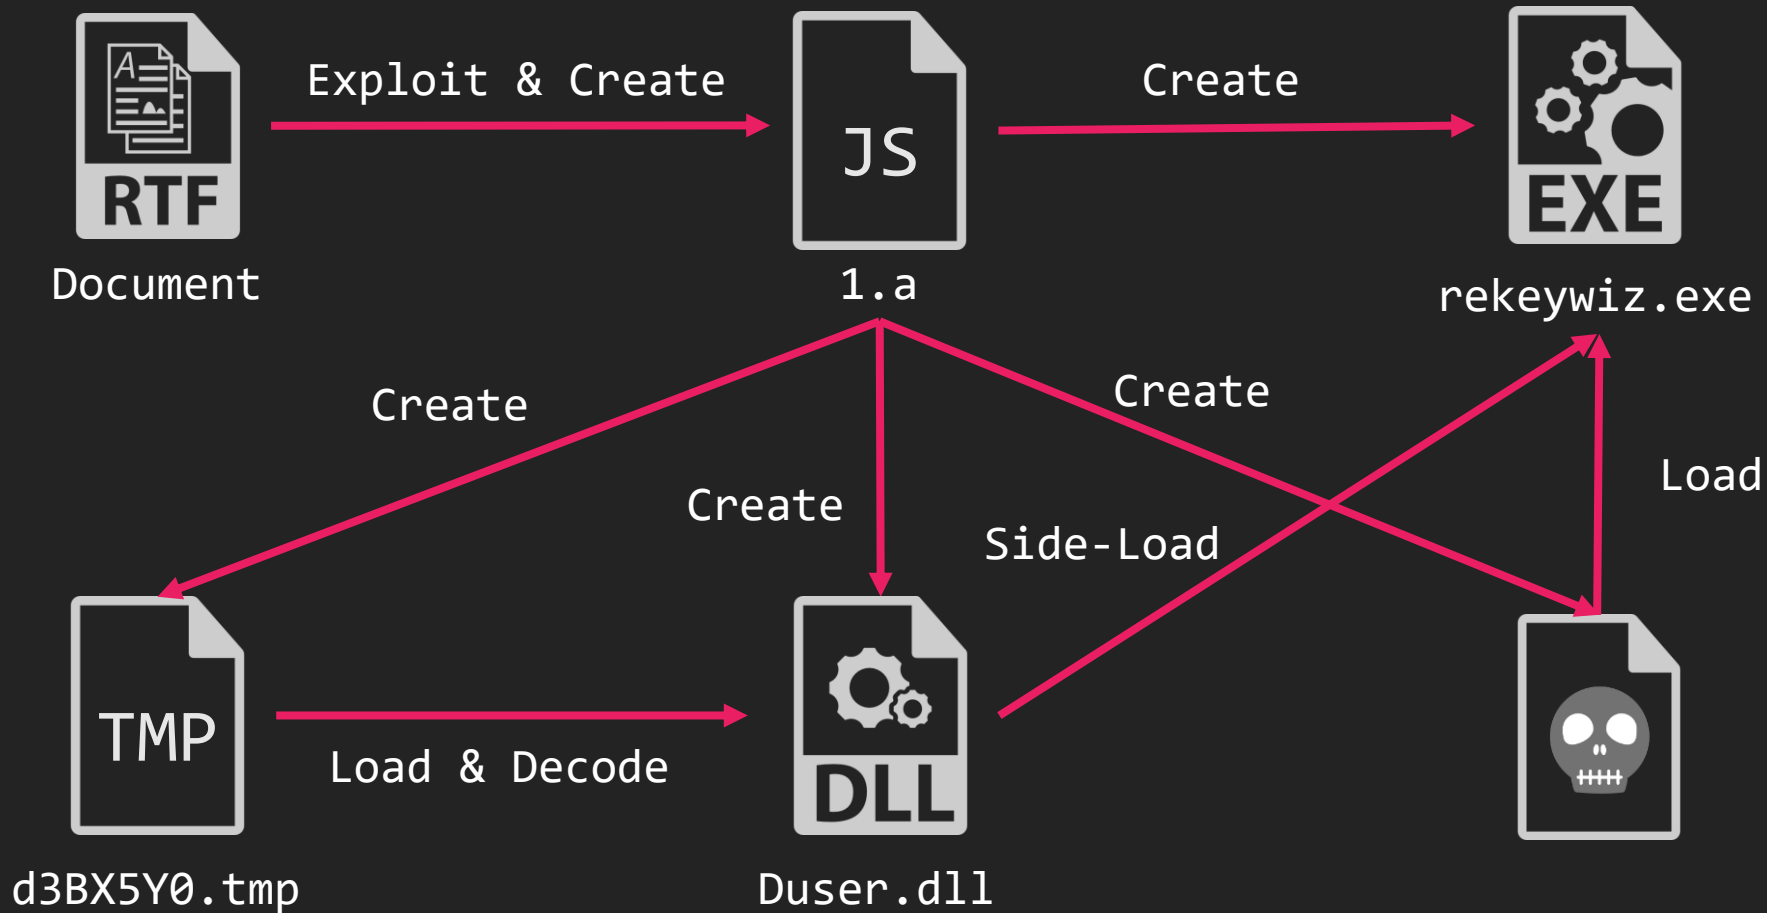 Exploit & Create
Create
RTF
JS
EXE
Document
1.a
rekeywiz.exe
Create
Create
Create
Side-Load
Load
TMP
Load & Decode
DLL
d3BX5Y0.tmp
Duser.dll